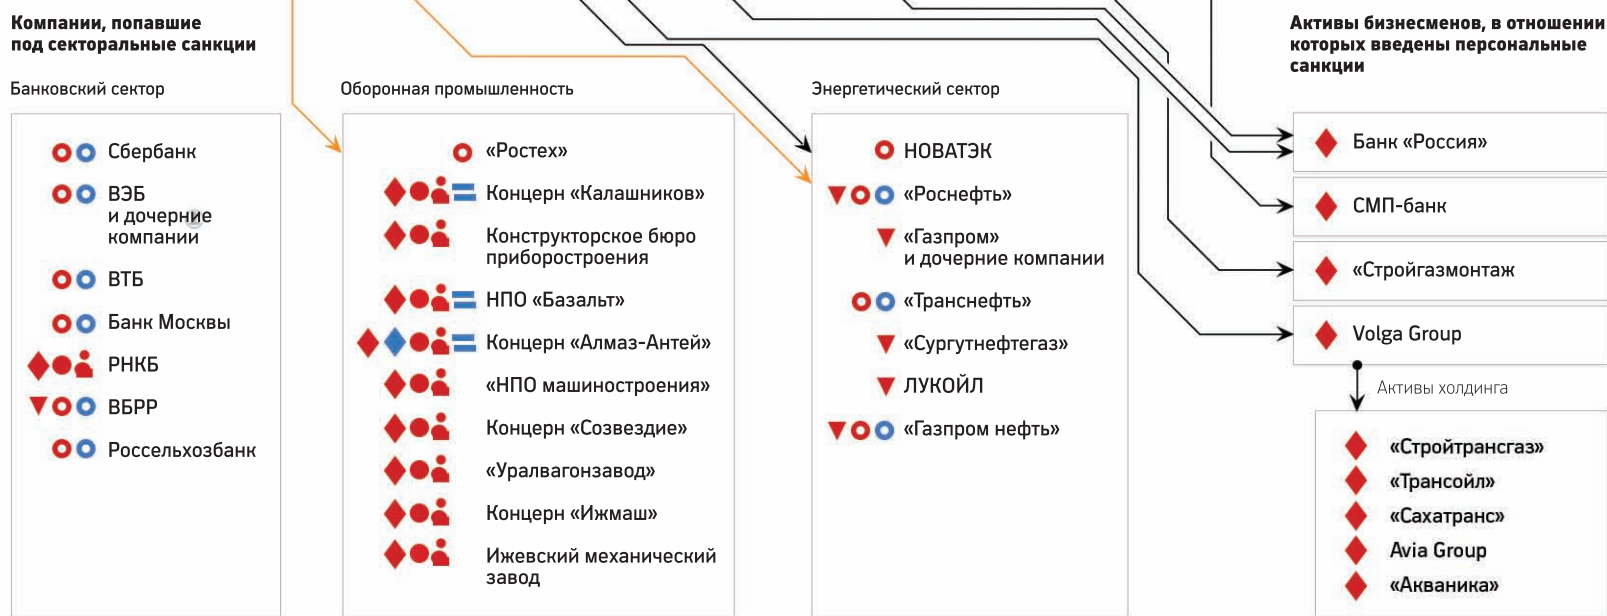 Компании, попавшие
под секторальные санкции
Банковский сектор
Сбербанк
ВЭБ
и дочерние
компании
ВТБ
Банк Москвы
РНКБ
ВБРР
Россельхозбанк
Оборонная промышленность
«Ростех»
Концерн «Калашников»
Конструкторское бюро
приборостроения
НПО «Базальт»
Концерн «Алмаз-Антей»
«НПО машиностроения»
Концерн «Созвездие»
«Уралвагонзавод»
Концерн «Ижмаш»
Ижевский механический
завод
Энергетический сектор
НОВАТЭК
«Роснефть»
«Газпром»
и дочерние компании
«Транснефть»
«Сургутнефтегаз»
ЛУКОЙЛ
«Газпром нефть»
Активы бизнесменов, в отношении
которых введены персональные
санкции
Банк «Россия»
СМП-банк
«Стройгазмонтаж
Volga Group
Активы холдинга
«Стройтрансгаз»
«Трансойл»
«Сахатранс»
Avia Group
«Акваника»